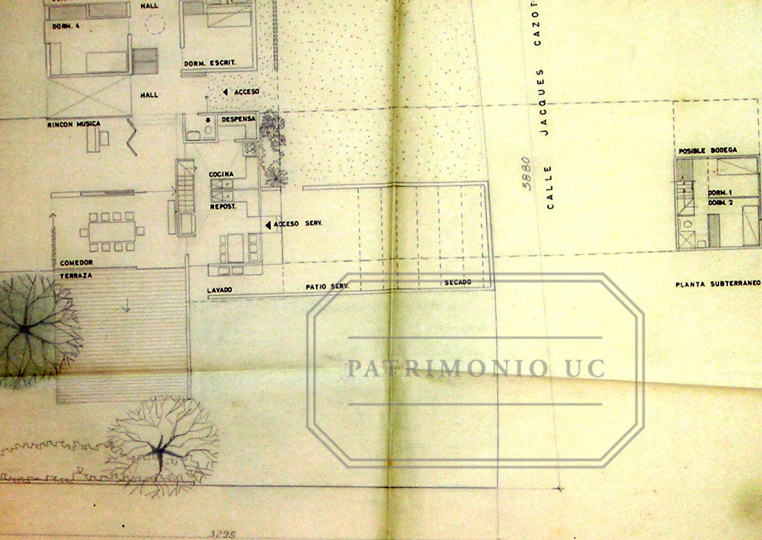 HALL
DORM. 4
DORM. ESCRIT.
HALL
ACCESO
RINCON MUSICA
B
DESPENSA
COCINA
REPOST.
ACCESO SERV.
COMEDOR
TERRAZA
LAVADO
PATIO SERV.
SECADO
CALLE JACQUES CAZOT
3880
POSIBLE BODEGA
DORM. 1
DORM. 2
PLANTA SUBTERRANEO
PATRIMONIO UC
3295